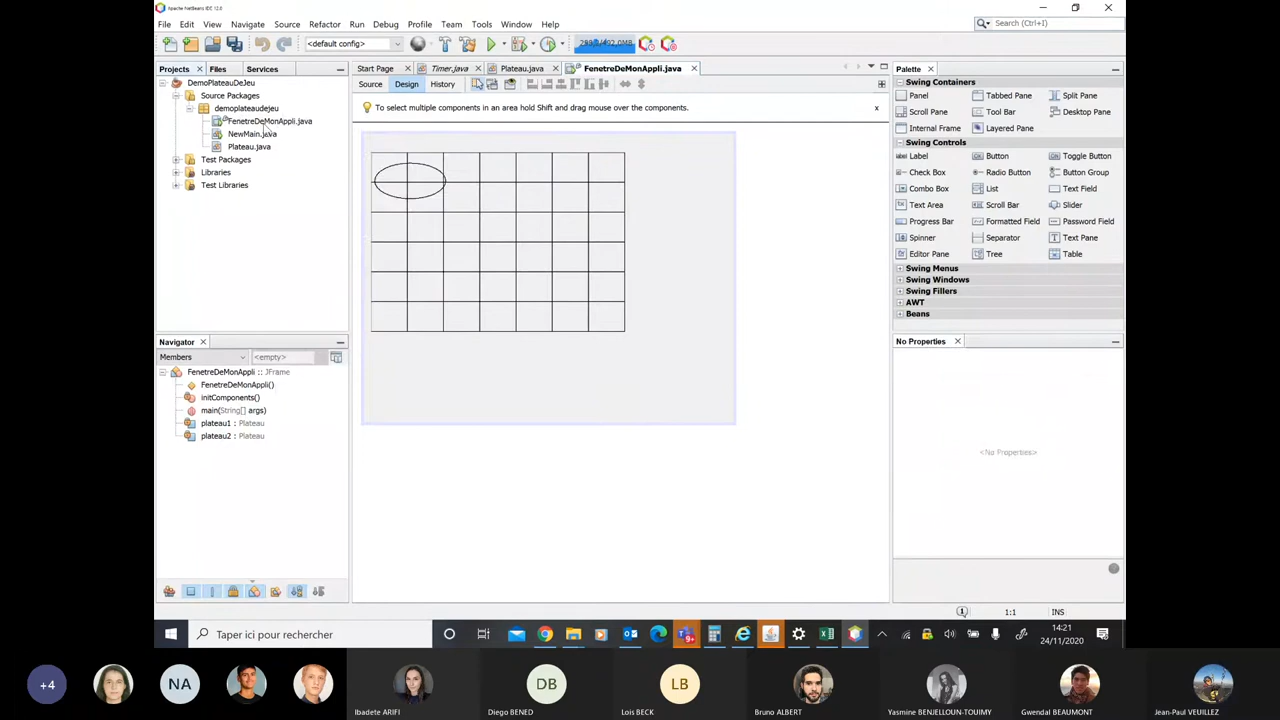 Apache NetBeans IDE 12.0
File Edit View Navigate Source Refactor Run Debug Profile Team Tools Window Help
Search (Ctrl+I)
<default config>
Projects Files Services
DemoPlateauDeJeu
Source Packages
demoplateaudejeu
FenetreDeMonAppli.java
NewMain.java
Plateau.java
Test Packages
Libraries
Test Libraries
Navigator
Members <empty>
FenetreDeMonAppli :: JFrame
FenetreDeMonAppli()
initComponents()
main(String[] args)
plateau1 : Plateau
plateau2 : Plateau
Start Page Timer.java Plateau.java FenetreDeMonAppli.java
Source Design History
To select multiple components in an area hold Shift and drag mouse over the components.
Palette
Swing Containers
Panel Tabbed Pane Split Pane
Scroll Pane Tool Bar Desktop Pane
Internal Frame Layered Pane
Swing Controls
Label Button Toggle Button
Check Box Radio Button Button Group
Combo Box List Text Field
Text Area Scroll Bar Slider
Progress Bar Formatted Field Password Field
Spinner Separator Text Pane
Editor Pane Tree Table
Swing Menus
Swing Windows
Swing Fillers
AWT
Beans
No Properties
<No Properties>
1 1:1 INS
Taper ici pour rechercher
9+
14:21
24/11/2020
+4 NA
Ibadete ARIFI
DB
Diego BENED
LB
Lois BECK
Bruno ALBERT
Yasmine BENJELLOUN-TOUIMY
Gwendal BEAUMONT
Jean-Paul VEUILLEZ